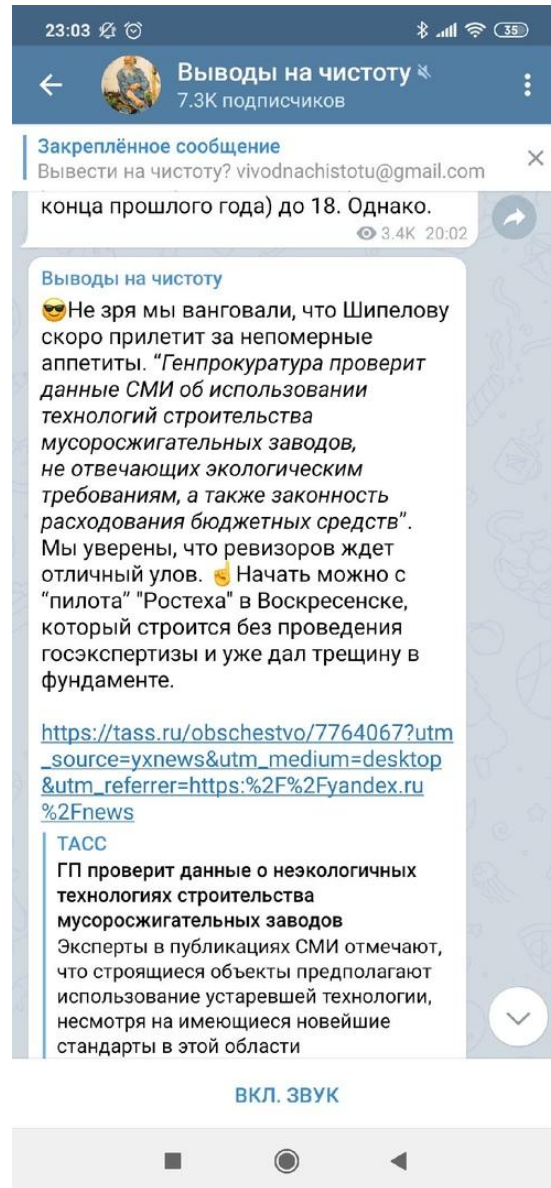 23:03
35
Выводы на чистоту
7.3K подписчиков
Закреплённое сообщение
Вывести на чистоту? vivodnachistotu@gmail.com
конца прошлого года) до 18. Однако.
3.4K 20:02
Выводы на чистоту
😎Не зря мы ванговали, что Шипелову
скоро прилетит за непомерные
аппетиты. “Генпрокуратура проверит
данные СМИ об использовании
технологий строительства
мусоросжигательных заводов,
не отвечающих экологическим
требованиям, а также законность
расходования бюджетных средств”.
Мы уверены, что ревизоров ждет
отличный улов. ☝Начать можно с
“пилота” "Ростеха" в Воскресенске,
который строится без проведения
госэкспертизы и уже дал трещину в
фундаменте.
https://tass.ru/obschestvo/7764067?utm
_source=yxnews&utm_medium=desktop
&utm_referrer=https:%2F%2Fyandex.ru
%2Fnews
ТАСС
ГП проверит данные о неэкологичных
технологиях строительства
мусоросжигательных заводов
Эксперты в публикациях СМИ отмечают,
что строящиеся объекты предполагают
использование устаревшей технологии,
несмотря на имеющиеся новейшие
стандарты в этой области
ВКЛ. ЗВУК